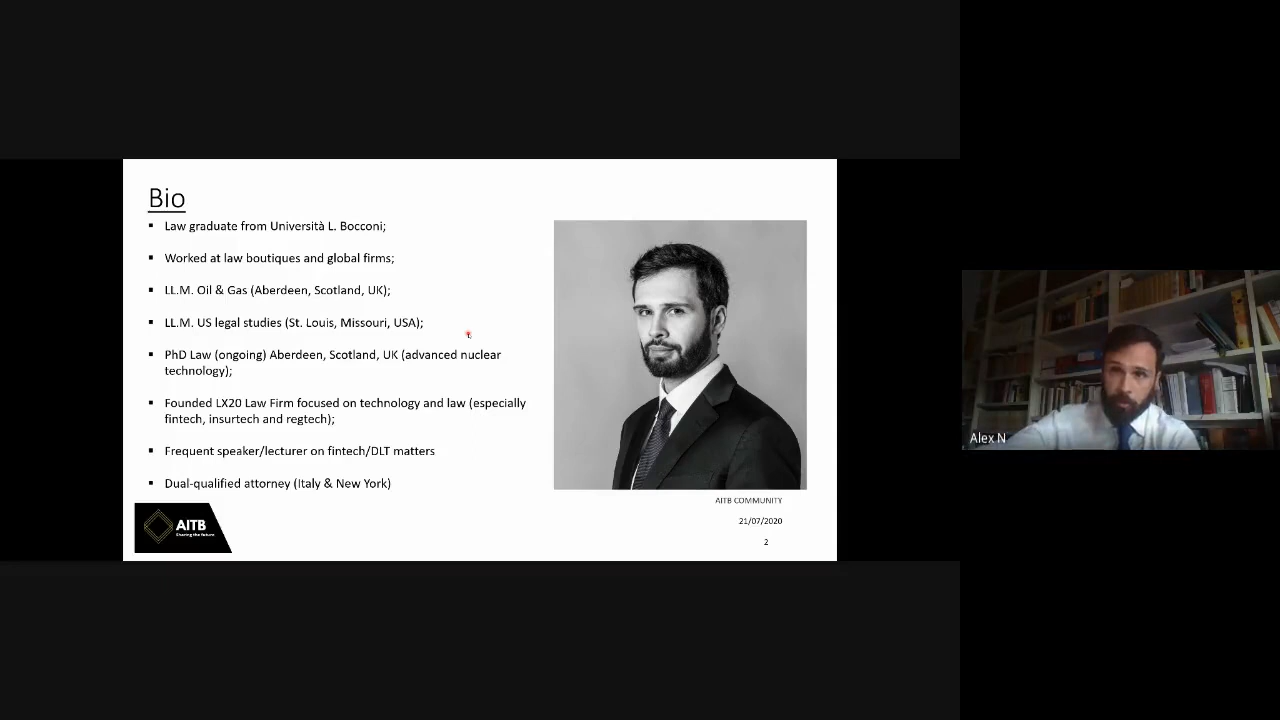 Bio
▪ Law graduate from Università L. Bocconi;
▪ Worked at law boutiques and global firms;
▪ LL.M. Oil & Gas (Aberdeen, Scotland, UK);
▪ LL.M. US legal studies (St. Louis, Missouri, USA);
▪ PhD Law (ongoing) Aberdeen, Scotland, UK (advanced nuclear
technology);
▪ Founded LX20 Law Firm focused on technology and law (especially
fintech, insurtech and regtech);
▪ Frequent speaker/lecturer on fintech/DLT matters
▪ Dual-qualified attorney (Italy & New York)
AITB
Sharing the future
AITB COMMUNITY
21/07/2020
2
Alex N